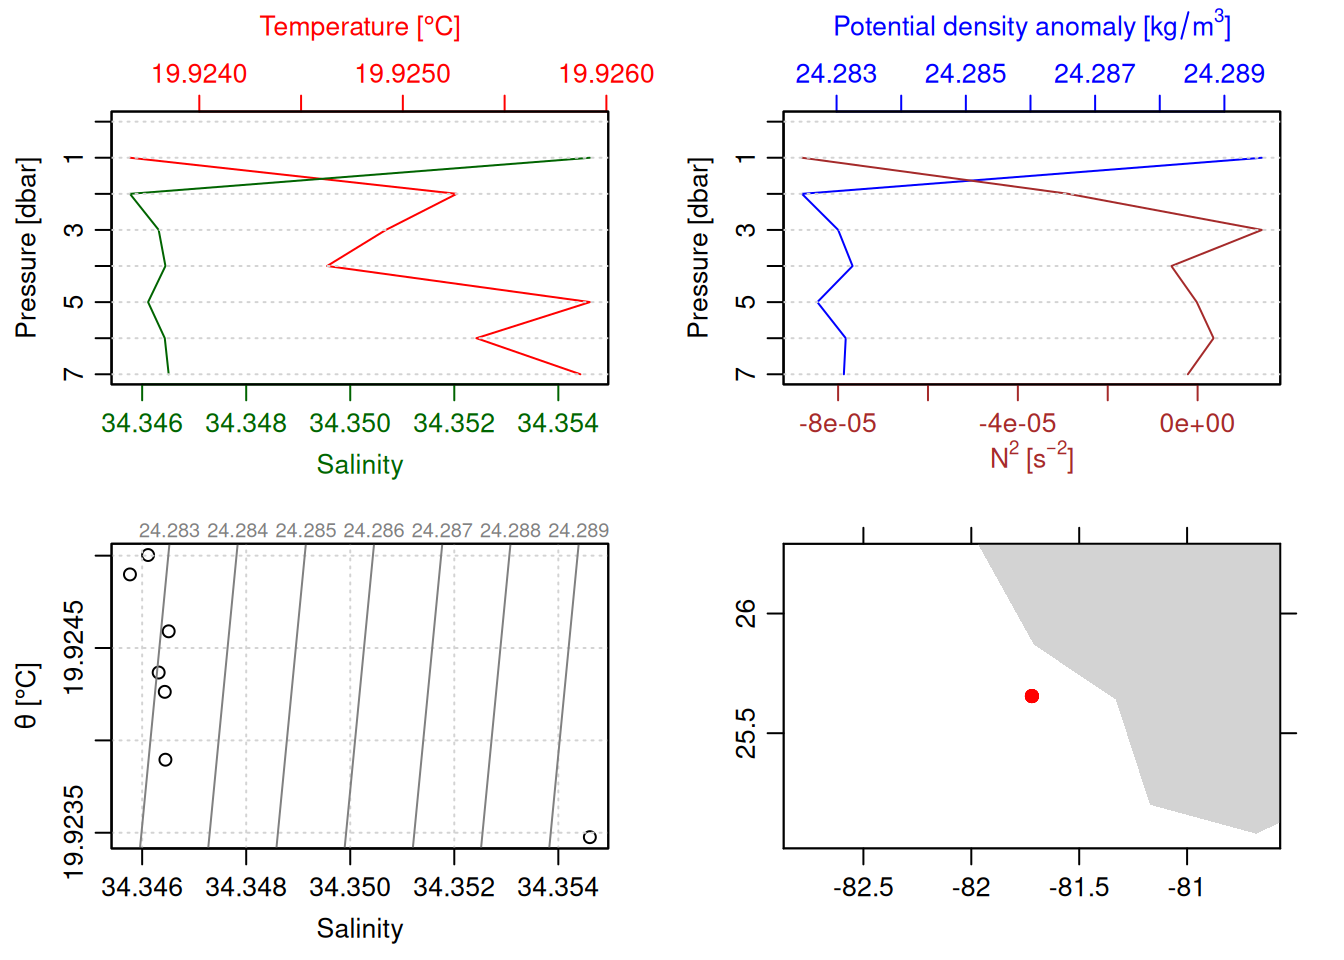 Temperature [°C]
19.9240 19.9250 19.9260
Pressure [dbar]
1
3
5
7
34.346 34.348 34.350 34.352 34.354
Salinity
Potential density anomaly [kg/m³]
24.283 24.285 24.287 24.289
Pressure [dbar]
1
3
5
7
-8e-05 -4e-05 0e+00
N² [s⁻²]
24.283 24.284 24.285 24.286 24.287 24.288 24.289
θ [°C]
19.9245
19.9235
34.346 34.348 34.350 34.352 34.354
Salinity
26
25.5
-82.5 -82 -81.5 -81